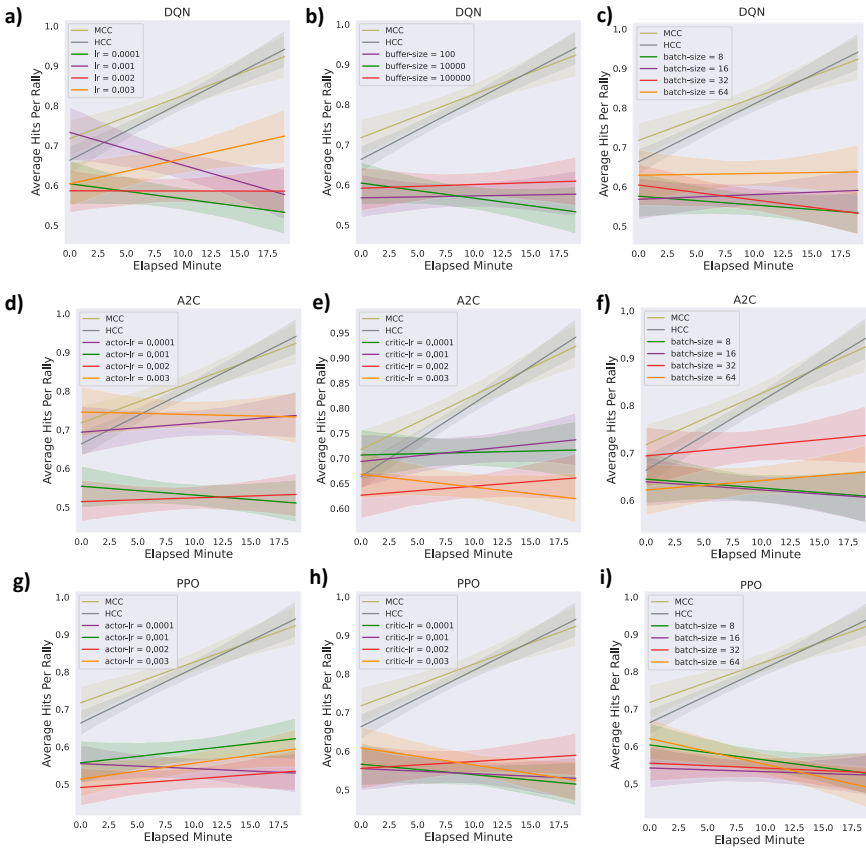 a)
DQN
MCC
HCC
lr = 0.0001
lr = 0.001
lr = 0.002
lr = 0.003
1.0
0.9
0.8
0.7
0.6
0.5
Average Hits Per Rally
0.0 2.5 5.0 7.5 10.0 12.5 15.0 17.5
Elapsed Minute
b)
DQN
MCC
HCC
buffer-size = 100
buffer-size = 10000
buffer-size = 100000
1.0
0.9
0.8
0.7
0.6
0.5
Average Hits Per Rally
0.0 2.5 5.0 7.5 10.0 12.5 15.0 17.5
Elapsed Minute
c)
DQN
MCC
HCC
batch-size = 8
batch-size = 16
batch-size = 32
batch-size = 64
1.0
0.9
0.8
0.7
0.6
0.5
Average Hits Per Rally
0.0 2.5 5.0 7.5 10.0 12.5 15.0 17.5
Elapsed Minute
d)
A2C
MCC
HCC
actor-lr = 0,0001
actor-lr = 0,001
actor-lr = 0,002
actor-lr = 0.003
1.0
0.9
0.8
0.7
0.6
0.5
Average Hits Per Rally
0.0 2.5 5.0 7.5 10.0 12.5 15.0 17.5
Elapsed Minute
e)
A2C
MCC
HCC
critic-lr = 0,0001
critic-lr = 0,001
critic-lr = 0,002
critic-lr = 0.003
0.95
0.90
0.85
0.80
0.75
0.70
0.65
0.60
Average Hits Per Rally
0.0 2.5 5.0 7.5 10.0 12.5 15.0 17.5
Elapsed Minute
f)
A2C
MCC
HCC
batch-size = 8
batch-size = 16
batch-size = 32
batch-size = 64
1.0
0.9
0.8
0.7
0.6
Average Hits Per Rally
0.0 2.5 5.0 7.5 10.0 12.5 15.0 17.5
Elapsed Minute
g)
PPO
MCC
HCC
actor-lr = 0,0001
actor-lr = 0,001
actor-lr = 0,002
actor-lr = 0,003
1.0
0.9
0.8
0.7
0.6
0.5
Average Hits Per Rally
0.0 2.5 5.0 7.5 10.0 12.5 15.0 17.5
Elapsed Minute
h)
PPO
MCC
HCC
critic-lr = 0,0001
critic-lr = 0,001
critic-lr = 0,002
critic-lr = 0,003
1.0
0.9
0.8
0.7
0.6
0.5
Average Hits Per Rally
0.0 2.5 5.0 7.5 10.0 12.5 15.0 17.5
Elapsed Minute
i)
PPO
MCC
HCC
batch-size = 8
batch-size = 16
batch-size = 32
batch-size = 64
1.0
0.9
0.8
0.7
0.6
0.5
Average Hits Per Rally
0.0 2.5 5.0 7.5 10.0 12.5 15.0 17.5
Elapsed Minute